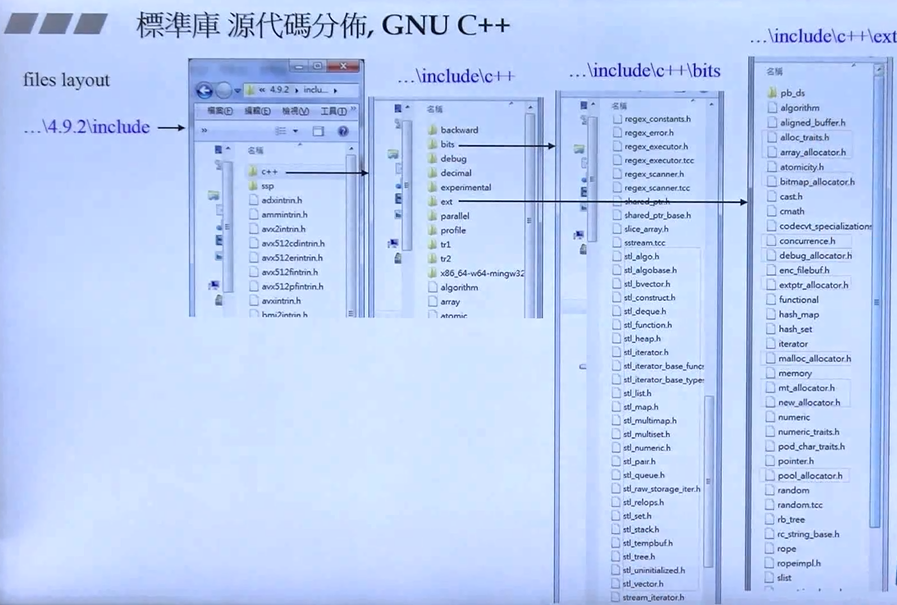 標準庫 源代碼分佈, GNU C++
files layout
...\4.9.2\include
« 4.9.2 ▸ inclu... ▸
檔案(F) 編輯(E) 檢視(V) 工具(T) »
»
名稱
c++
ssp
adxintrin.h
ammintrin.h
avx2intrin.h
avx512cdintrin.h
avx512erintrin.h
avx512fintrin.h
avx512pfintrin.h
avxintrin.h
bmi2intrin.h
...\include\c++
名稱
backward
bits
debug
decimal
experimental
ext
parallel
profile
tr1
tr2
x86_64-w64-mingw32
algorithm
array
atomic
...\include\c++\bits
名稱
regex_constants.h
regex_error.h
regex_executor.h
regex_executor.tcc
regex_scanner.h
regex_scanner.tcc
shared_ptr.h
shared_ptr_base.h
slice_array.h
sstream.tcc
stl_algo.h
stl_algobase.h
stl_bvector.h
stl_construct.h
stl_deque.h
stl_function.h
stl_heap.h
stl_iterator.h
stl_iterator_base_funcs
stl_iterator_base_types
stl_list.h
stl_map.h
stl_multimap.h
stl_multiset.h
stl_numeric.h
stl_pair.h
stl_queue.h
stl_raw_storage_iter.h
stl_relops.h
stl_set.h
stl_stack.h
stl_tempbuf.h
stl_tree.h
stl_uninitialized.h
stl_vector.h
stream_iterator.h
...\include\c++\ext
名稱
pb_ds
algorithm
aligned_buffer.h
alloc_traits.h
array_allocator.h
atomicity.h
bitmap_allocator.h
cast.h
cmath
codecvt_specializations
concurrence.h
debug_allocator.h
enc_filebuf.h
extptr_allocator.h
functional
hash_map
hash_set
iterator
malloc_allocator.h
memory
mt_allocator.h
new_allocator.h
numeric
numeric_traits.h
pod_char_traits.h
pointer.h
pool_allocator.h
random
random.tcc
rb_tree
rc_string_base.h
rope
ropeimpl.h
slist